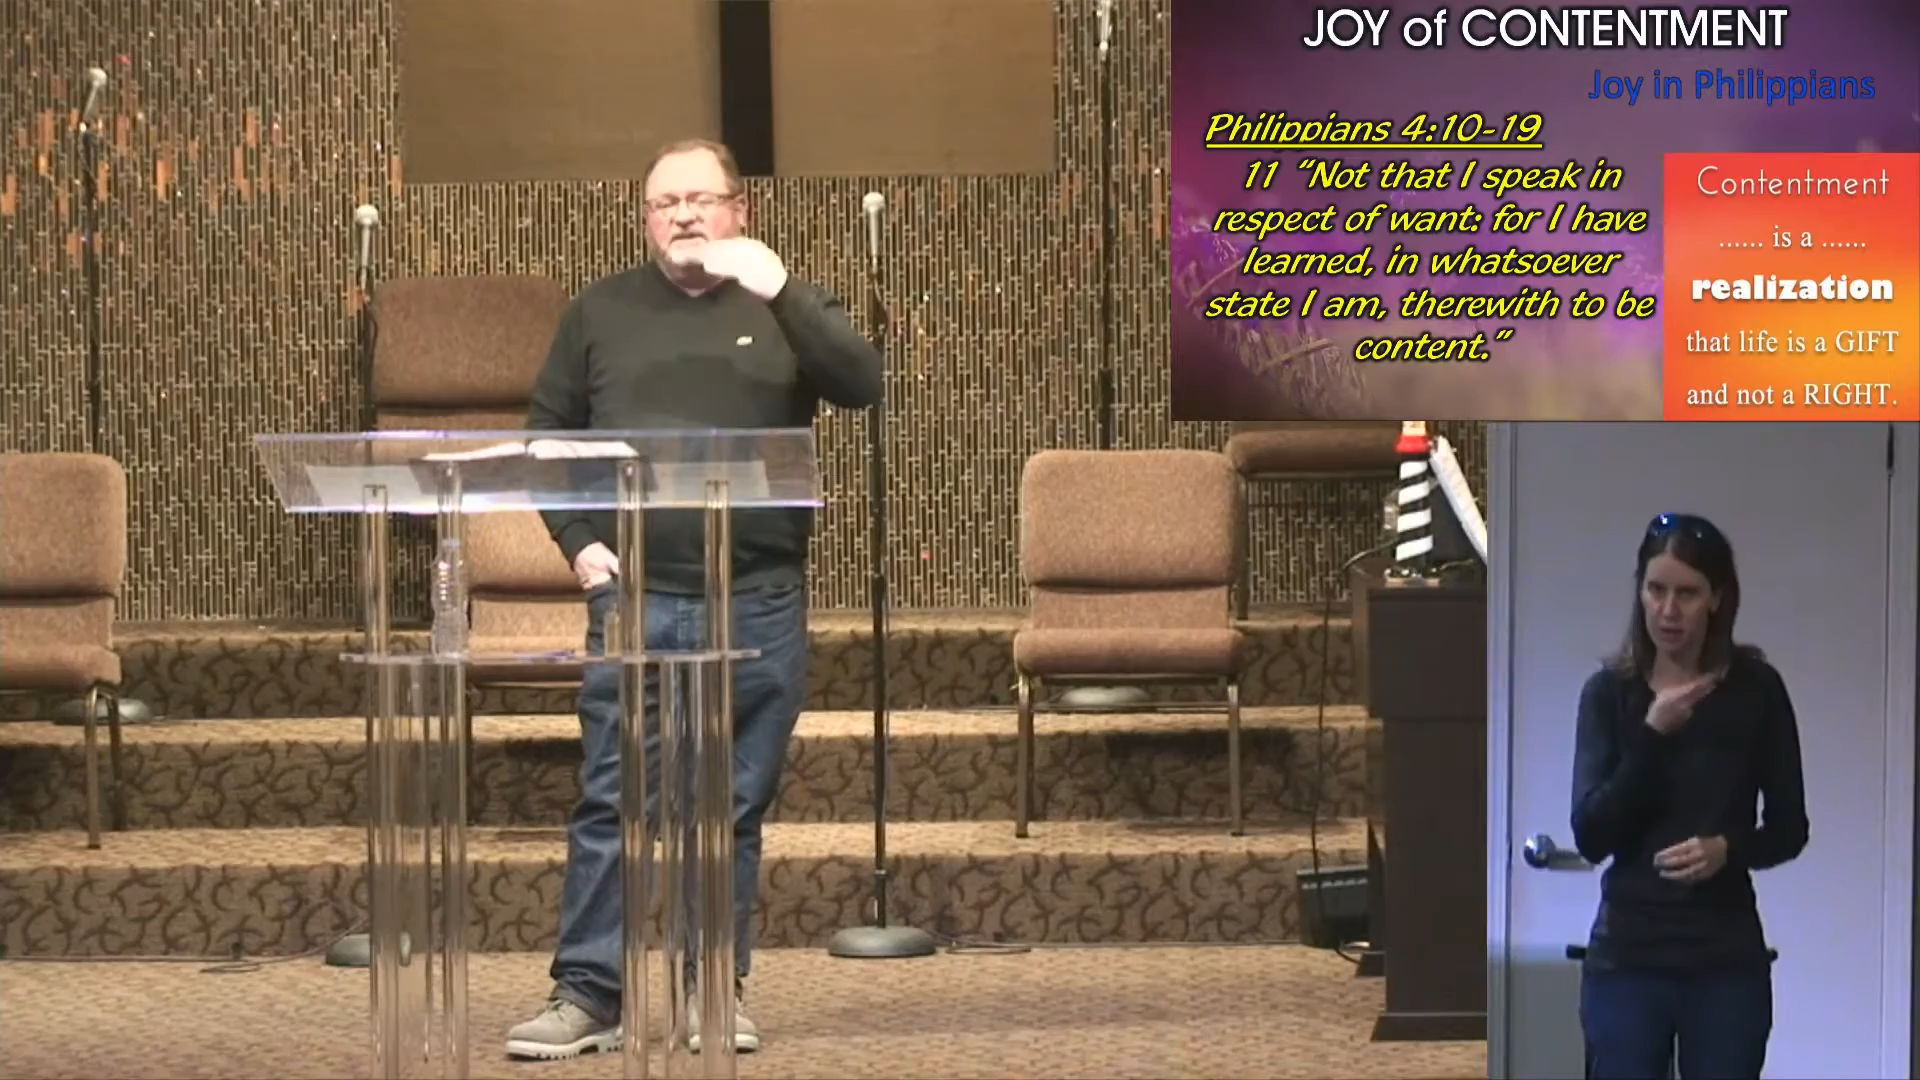 JOY of CONTENTMENT
Joy in Philippians
Philippians 4:10-19
11 “Not that I speak in
respect of want: for I have
learned, in whatsoever
state I am, therewith to be
content.”
Contentment
...... is a ......
realization
that life is a GIFT
and not a RIGHT.